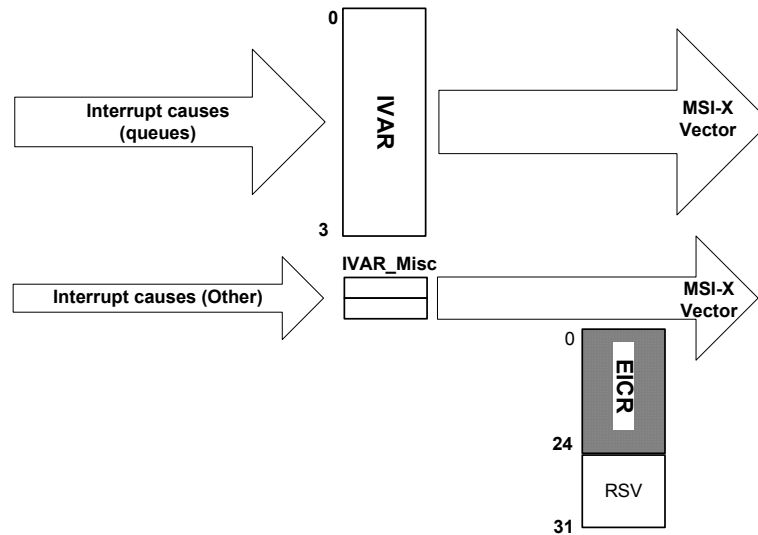 0
Interrupt causes
(queues)
IVAR
MSI-X
Vector
3
IVAR_Misc
Interrupt causes (Other)
MSI-X
Vector
0
EICR
24
RSV
31